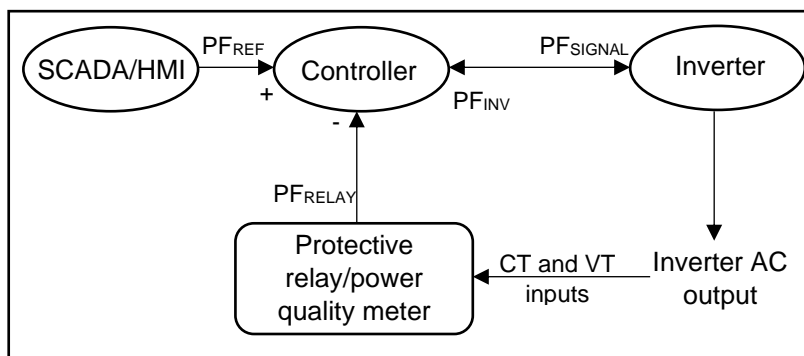 PFREF
PFSIGNAL
SCADA/HMI
Controller
Inverter
+
PFINV
-
PFRELAY
Protective
relay/power
quality meter
CT and VT
inputs
Inverter AC
output